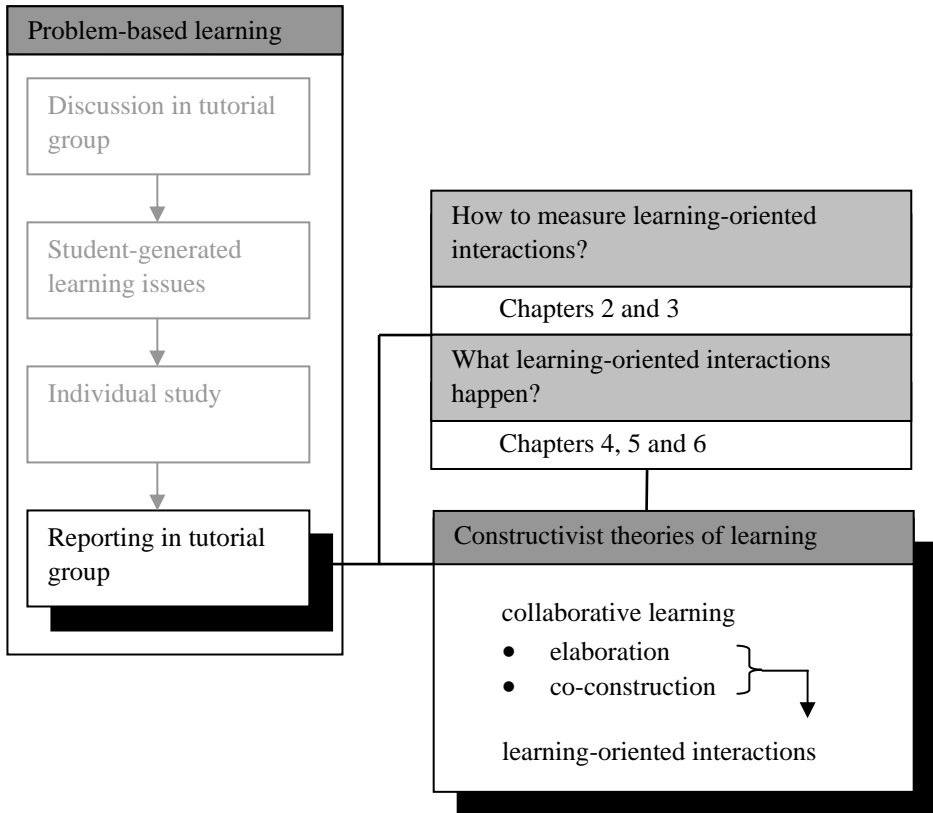 Problem-based learning
Discussion in tutorial
group
Student-generated
learning issues
Individual study
Reporting in tutorial
group
How to measure learning-oriented
interactions?
Chapters 2 and 3
What learning-oriented interactions
happen?
Chapters 4, 5 and 6
Constructivist theories of learning
collaborative learning
• elaboration
• co-construction
learning-oriented interactions